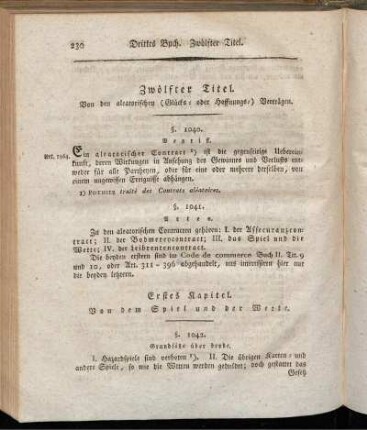 230 Drittes Buch. Zwölfter Titel.
Zwölfter Titel.
Von den aleatorischen (Glücks- oder Hoffnungs-) Verträgen.
§. 1040.
Begriff.
Art. 1964. Ein aleatorischer Contract ¹) ist die gegenseitige Ueberein-
kunft, deren Wirkungen in Ansehung des Gewinnes und Verlusts ent-
weder für alle Partheyen, oder für eine oder mehrere derselben, von
einem ungewissen Ereignisse abhängen.
1) POTHIER traité des Contrats aléatoires.
§. 1041.
Arten.
Zu den aleatorischen Contracten gehören: I. der Assecuranzcon-
tract; II. der Bodmereycontract; III. das Spiel und die
Wette; IV. der Leibrentencontract.
Die beyden erstern sind im Code de commerce Buch II. Tit. 9
und 10, oder Art. 311 - 396 abgehandelt, uns interessiren hier nur
die beyden letztern.
Erstes Kapitel.
Von dem Spiel und der Wette.
§. 1042.
Grundsätze über beyde.
I. Hazardspiele sind verboten ¹). II. Die übrigen Karten- und
andere Spiele, so wie die Wetten werden geduldet; doch gestattet das
Gesetz